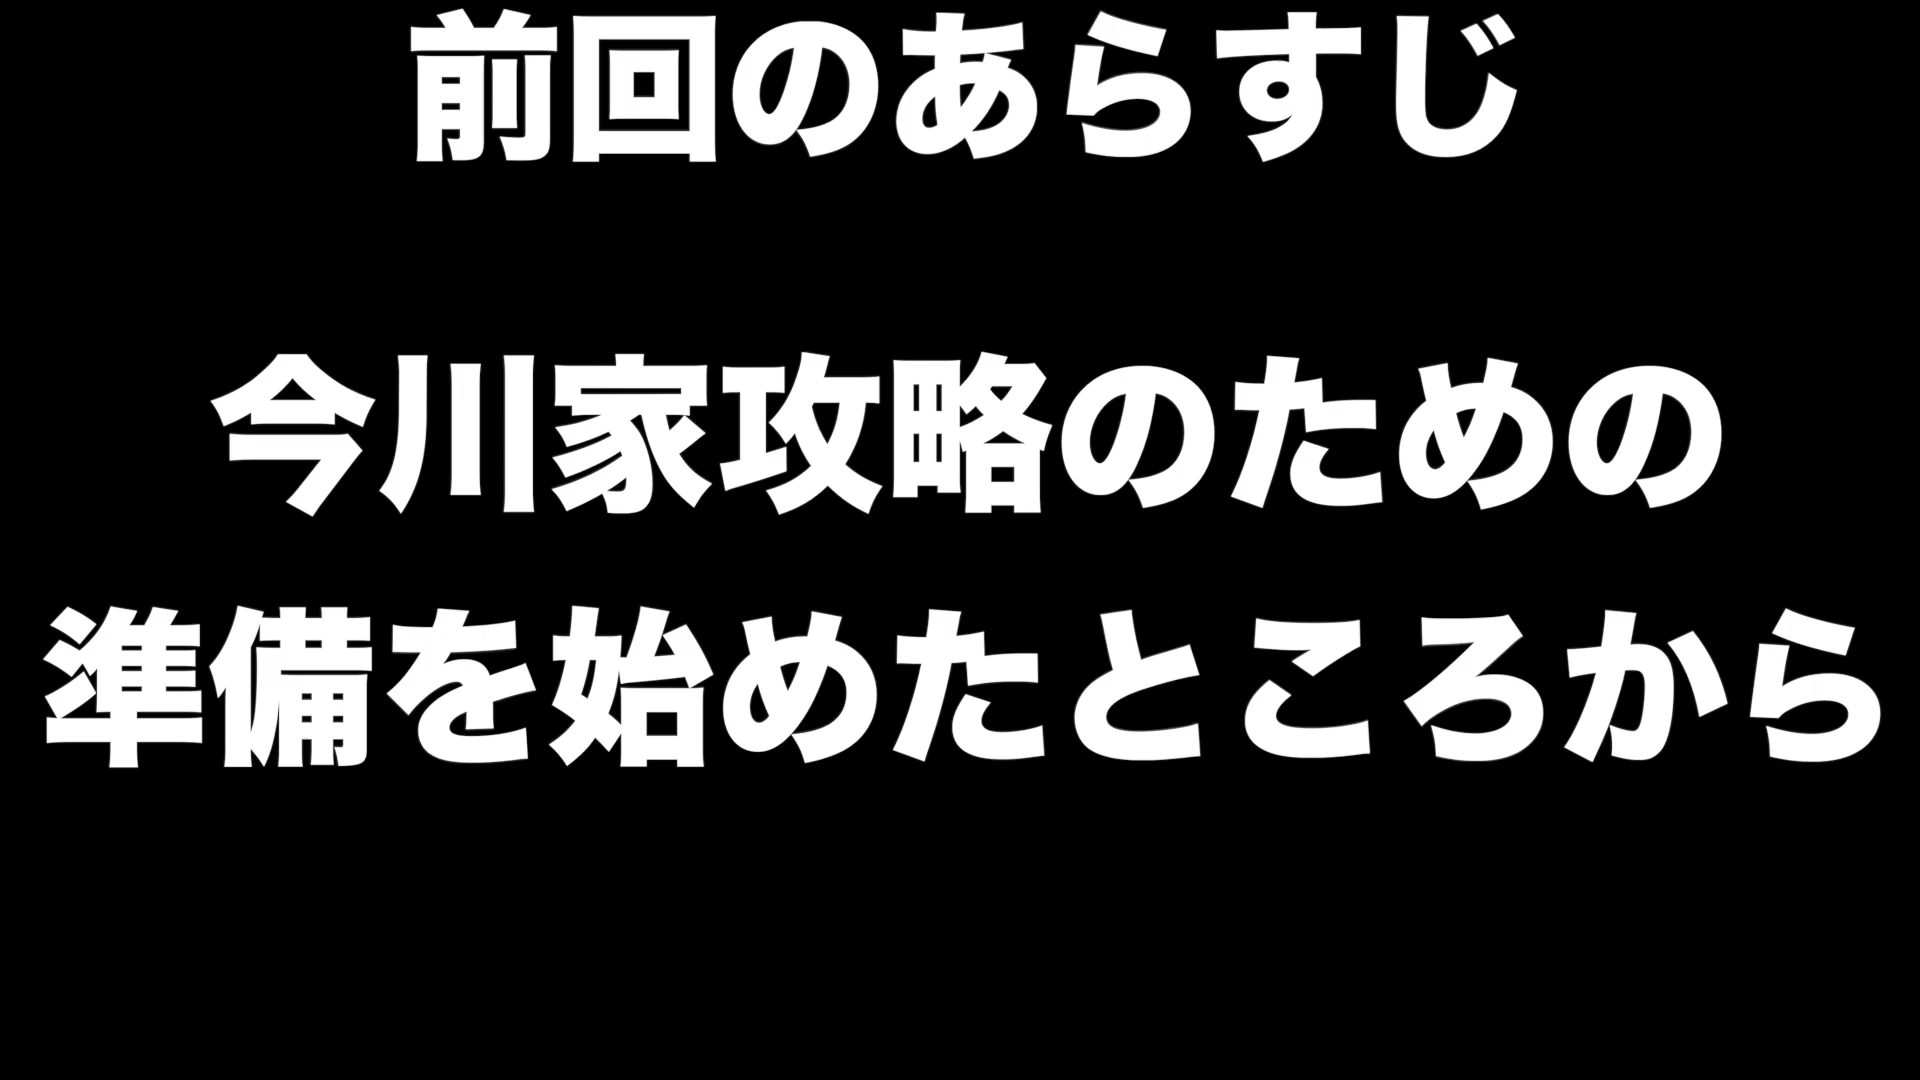 前回のあらすじ
今川家攻略のための
準備を始めたところから